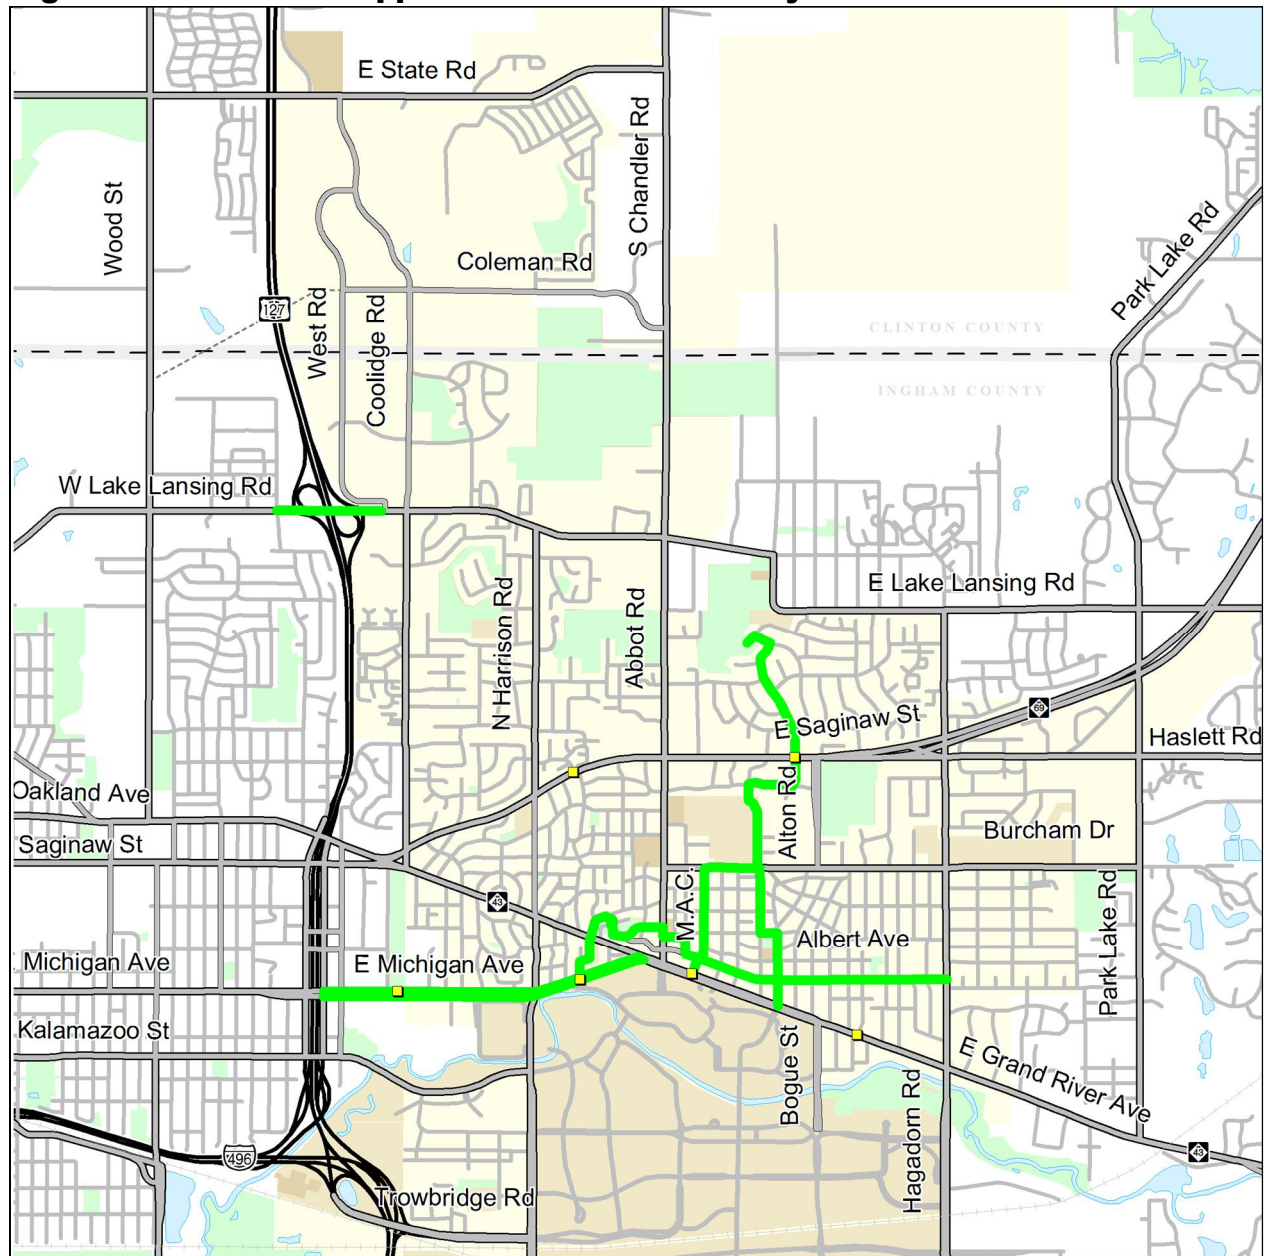 E State Rd
S Chandler Rd
Wood St
Park Lake Rd
Coleman Rd
127
West Rd
Coolidge Rd
CLINTON COUNTY
INGHAM COUNTY
W Lake Lansing Rd
E Lake Lansing Rd
N Harrison Rd
Abbot Rd
E Saginaw St
69
Haslett Rd
Oakland Ave
Alton Rd
Saginaw St
Burcham Dr
43
M.A.C.
Park Lake Rd
Albert Ave
Michigan Ave
E Michigan Ave
Kalamazoo St
E Grand River Ave
Bogue St
Hagadorn Rd
43
496
Trowbridge Rd